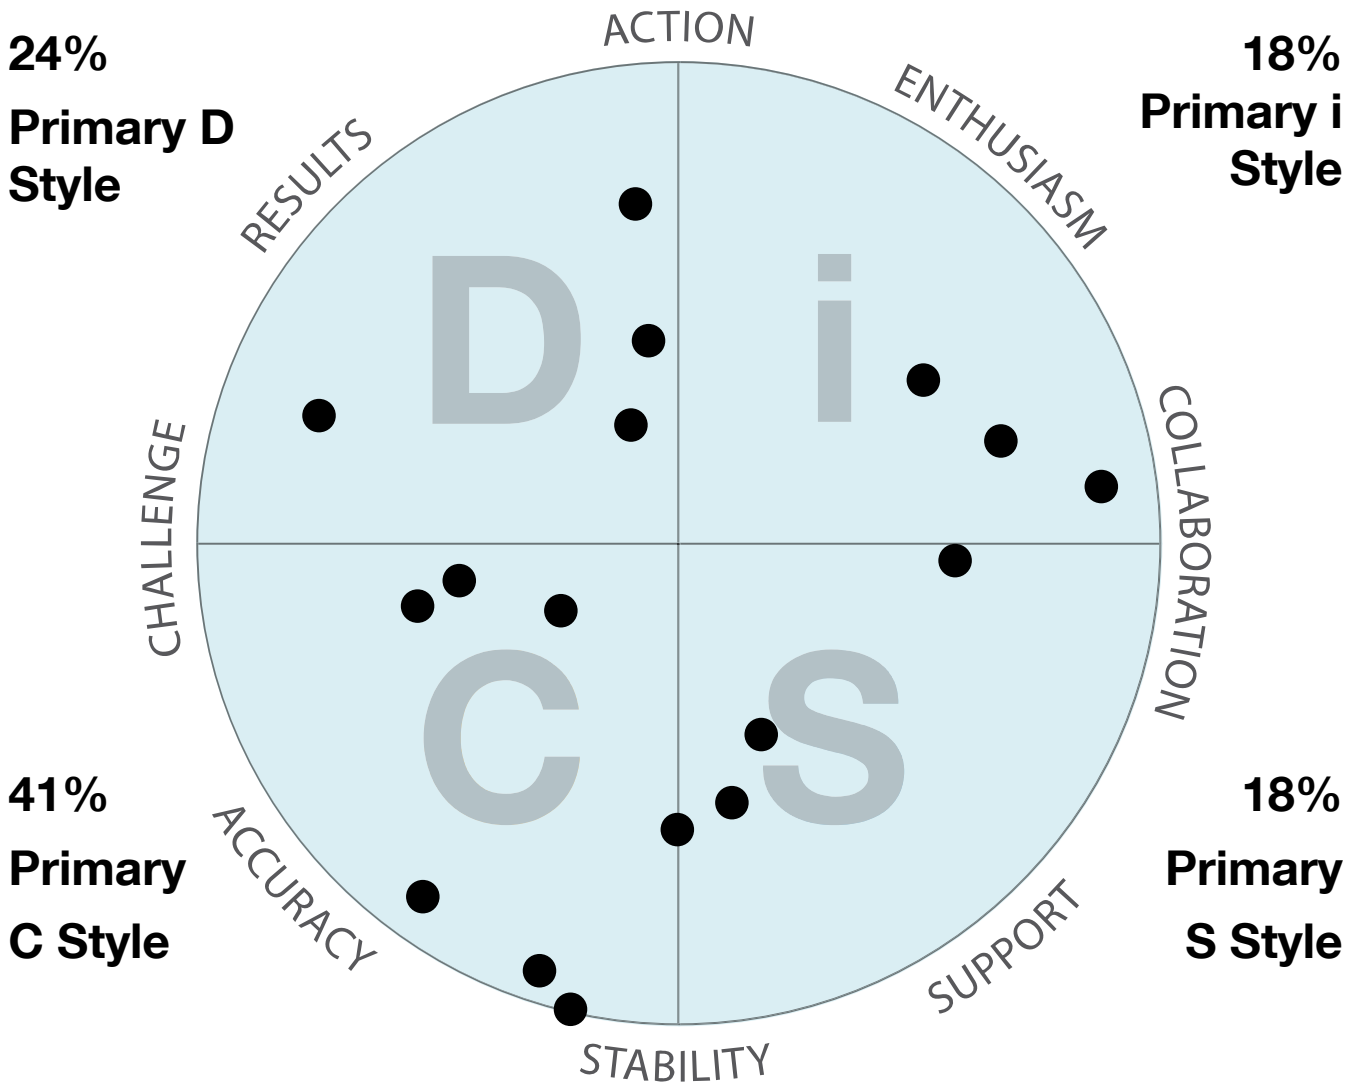 ACTION
24%
Primary D
Style
18%
Primary i
Style
RESULTS
ENTHUSIASM
D
i
CHALLENGE
COLLABORATION
C
S
41%
Primary
C Style
18%
Primary
S Style
ACCURACY
SUPPORT
STABILITY